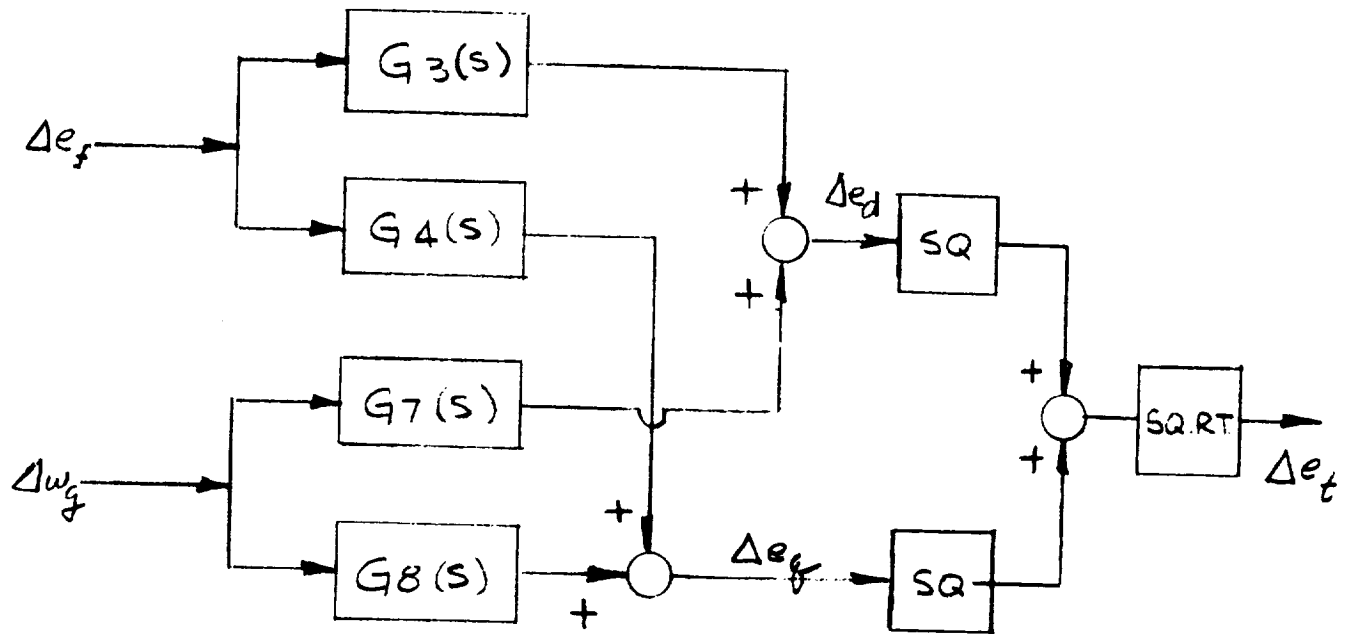 G3(s)
Δe_f
G4(s)
+
Δe_d
SQ
+
G7(s)
+
SQ.RT
Δe_t
+
Δw_g
G8(s)
+
+
Δe_q
SQ